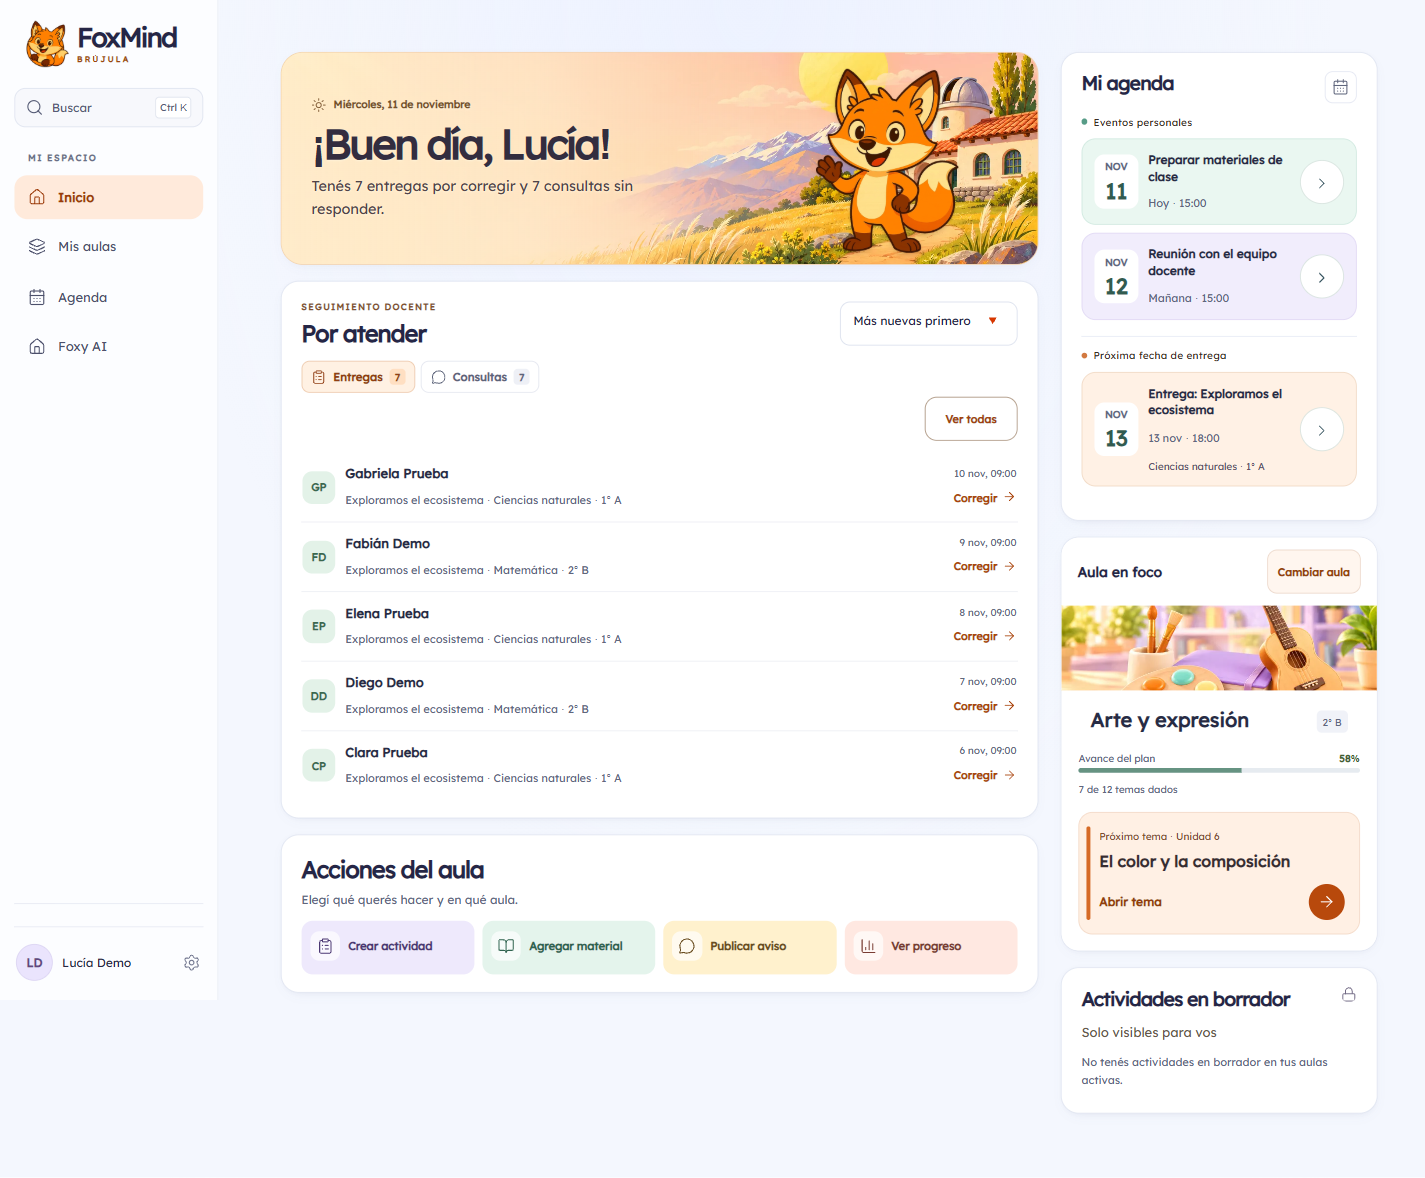 FoxMind
BRÚJULA
Buscar
Ctrl K
MI ESPACIO
Inicio
Mis aulas
Agenda
Foxy AI
LD
Lucía Demo
Miércoles, 11 de noviembre
¡Buen día, Lucía!
Tenés 7 entregas por corregir y 7 consultas sin
responder.
SEGUIMIENTO DOCENTE
Por atender
Más nuevas primero
Entregas 7
Consultas 7
Ver todas
GP
Gabriela Prueba
Exploramos el ecosistema · Ciencias naturales · 1° A
10 nov, 09:00
Corregir
FD
Fabián Demo
Exploramos el ecosistema · Matemática · 2° B
9 nov, 09:00
Corregir
EP
Elena Prueba
Exploramos el ecosistema · Ciencias naturales · 1° A
8 nov, 09:00
Corregir
DD
Diego Demo
Exploramos el ecosistema · Matemática · 2° B
7 nov, 09:00
Corregir
CP
Clara Prueba
Exploramos el ecosistema · Ciencias naturales · 1° A
6 nov, 09:00
Corregir
Acciones del aula
Elegí qué querés hacer y en qué aula.
Crear actividad
Agregar material
Publicar aviso
Ver progreso
Mi agenda
Eventos personales
NOV
11
Preparar materiales de
clase
Hoy · 15:00
NOV
12
Reunión con el equipo
docente
Mañana · 15:00
Próxima fecha de entrega
NOV
13
Entrega: Exploramos el
ecosistema
13 nov · 18:00
Ciencias naturales · 1° A
Aula en foco
Cambiar aula
Arte y expresión
2° B
Avance del plan
58%
7 de 12 temas dados
Próximo tema · Unidad 6
El color y la composición
Abrir tema
Actividades en borrador
Solo visibles para vos
No tenés actividades en borrador en tus aulas
activas.